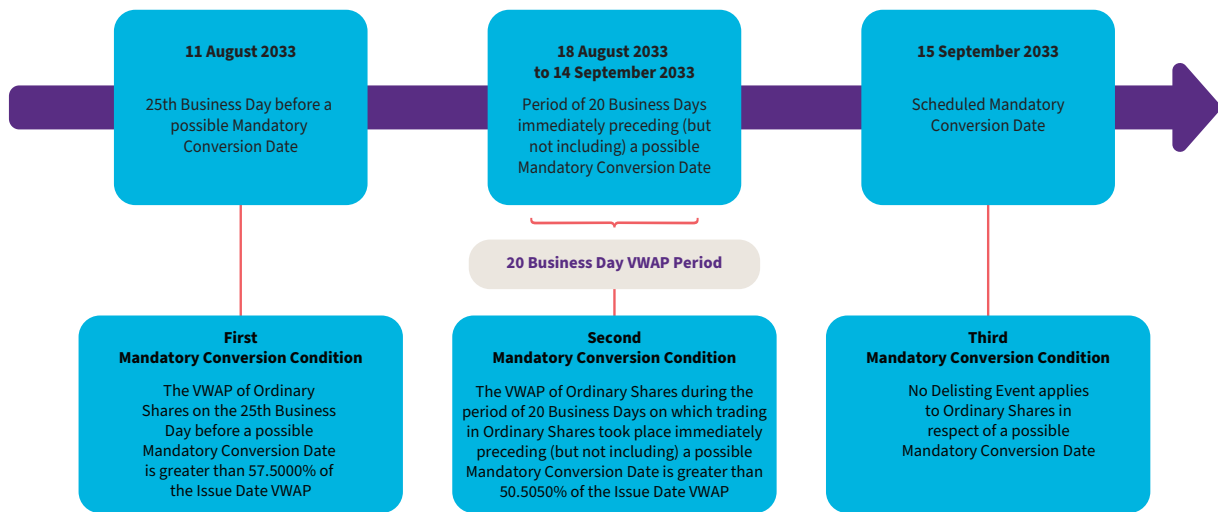 11 August 2033
25th Business Day before a
possible Mandatory
Conversion Date
18 August 2033
to 14 September 2033
Period of 20 Business Days
immediately preceding (but
not including) a possible
Mandatory Conversion Date
15 September 2033
Scheduled Mandatory
Conversion Date
20 Business Day VWAP Period
First
Mandatory Conversion Condition
The VWAP of Ordinary
Shares on the 25th Business
Day before a possible
Mandatory Conversion Date
is greater than 57.5000% of
the Issue Date VWAP
Second
Mandatory Conversion Condition
The VWAP of Ordinary Shares during the
period of 20 Business Days on which trading
in Ordinary Shares took place immediately
preceding (but not including) a possible
Mandatory Conversion Date is greater than
50.5050% of the Issue Date VWAP
Third
Mandatory Conversion Condition
No Delisting Event applies
to Ordinary Shares in
respect of a possible
Mandatory Conversion Date